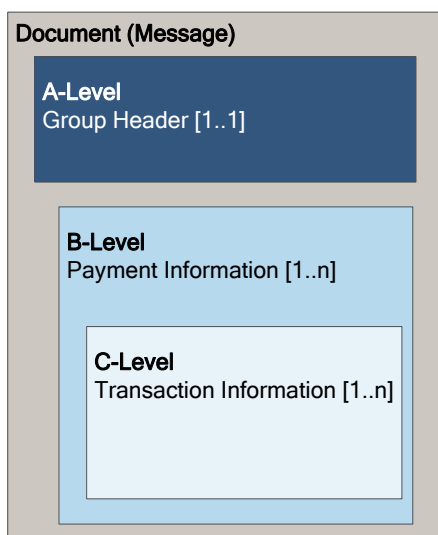 Document (Message)
A-Level
Group Header [1..1]
B-Level
Payment Information [1..n]
C-Level
Transaction Information [1..n]